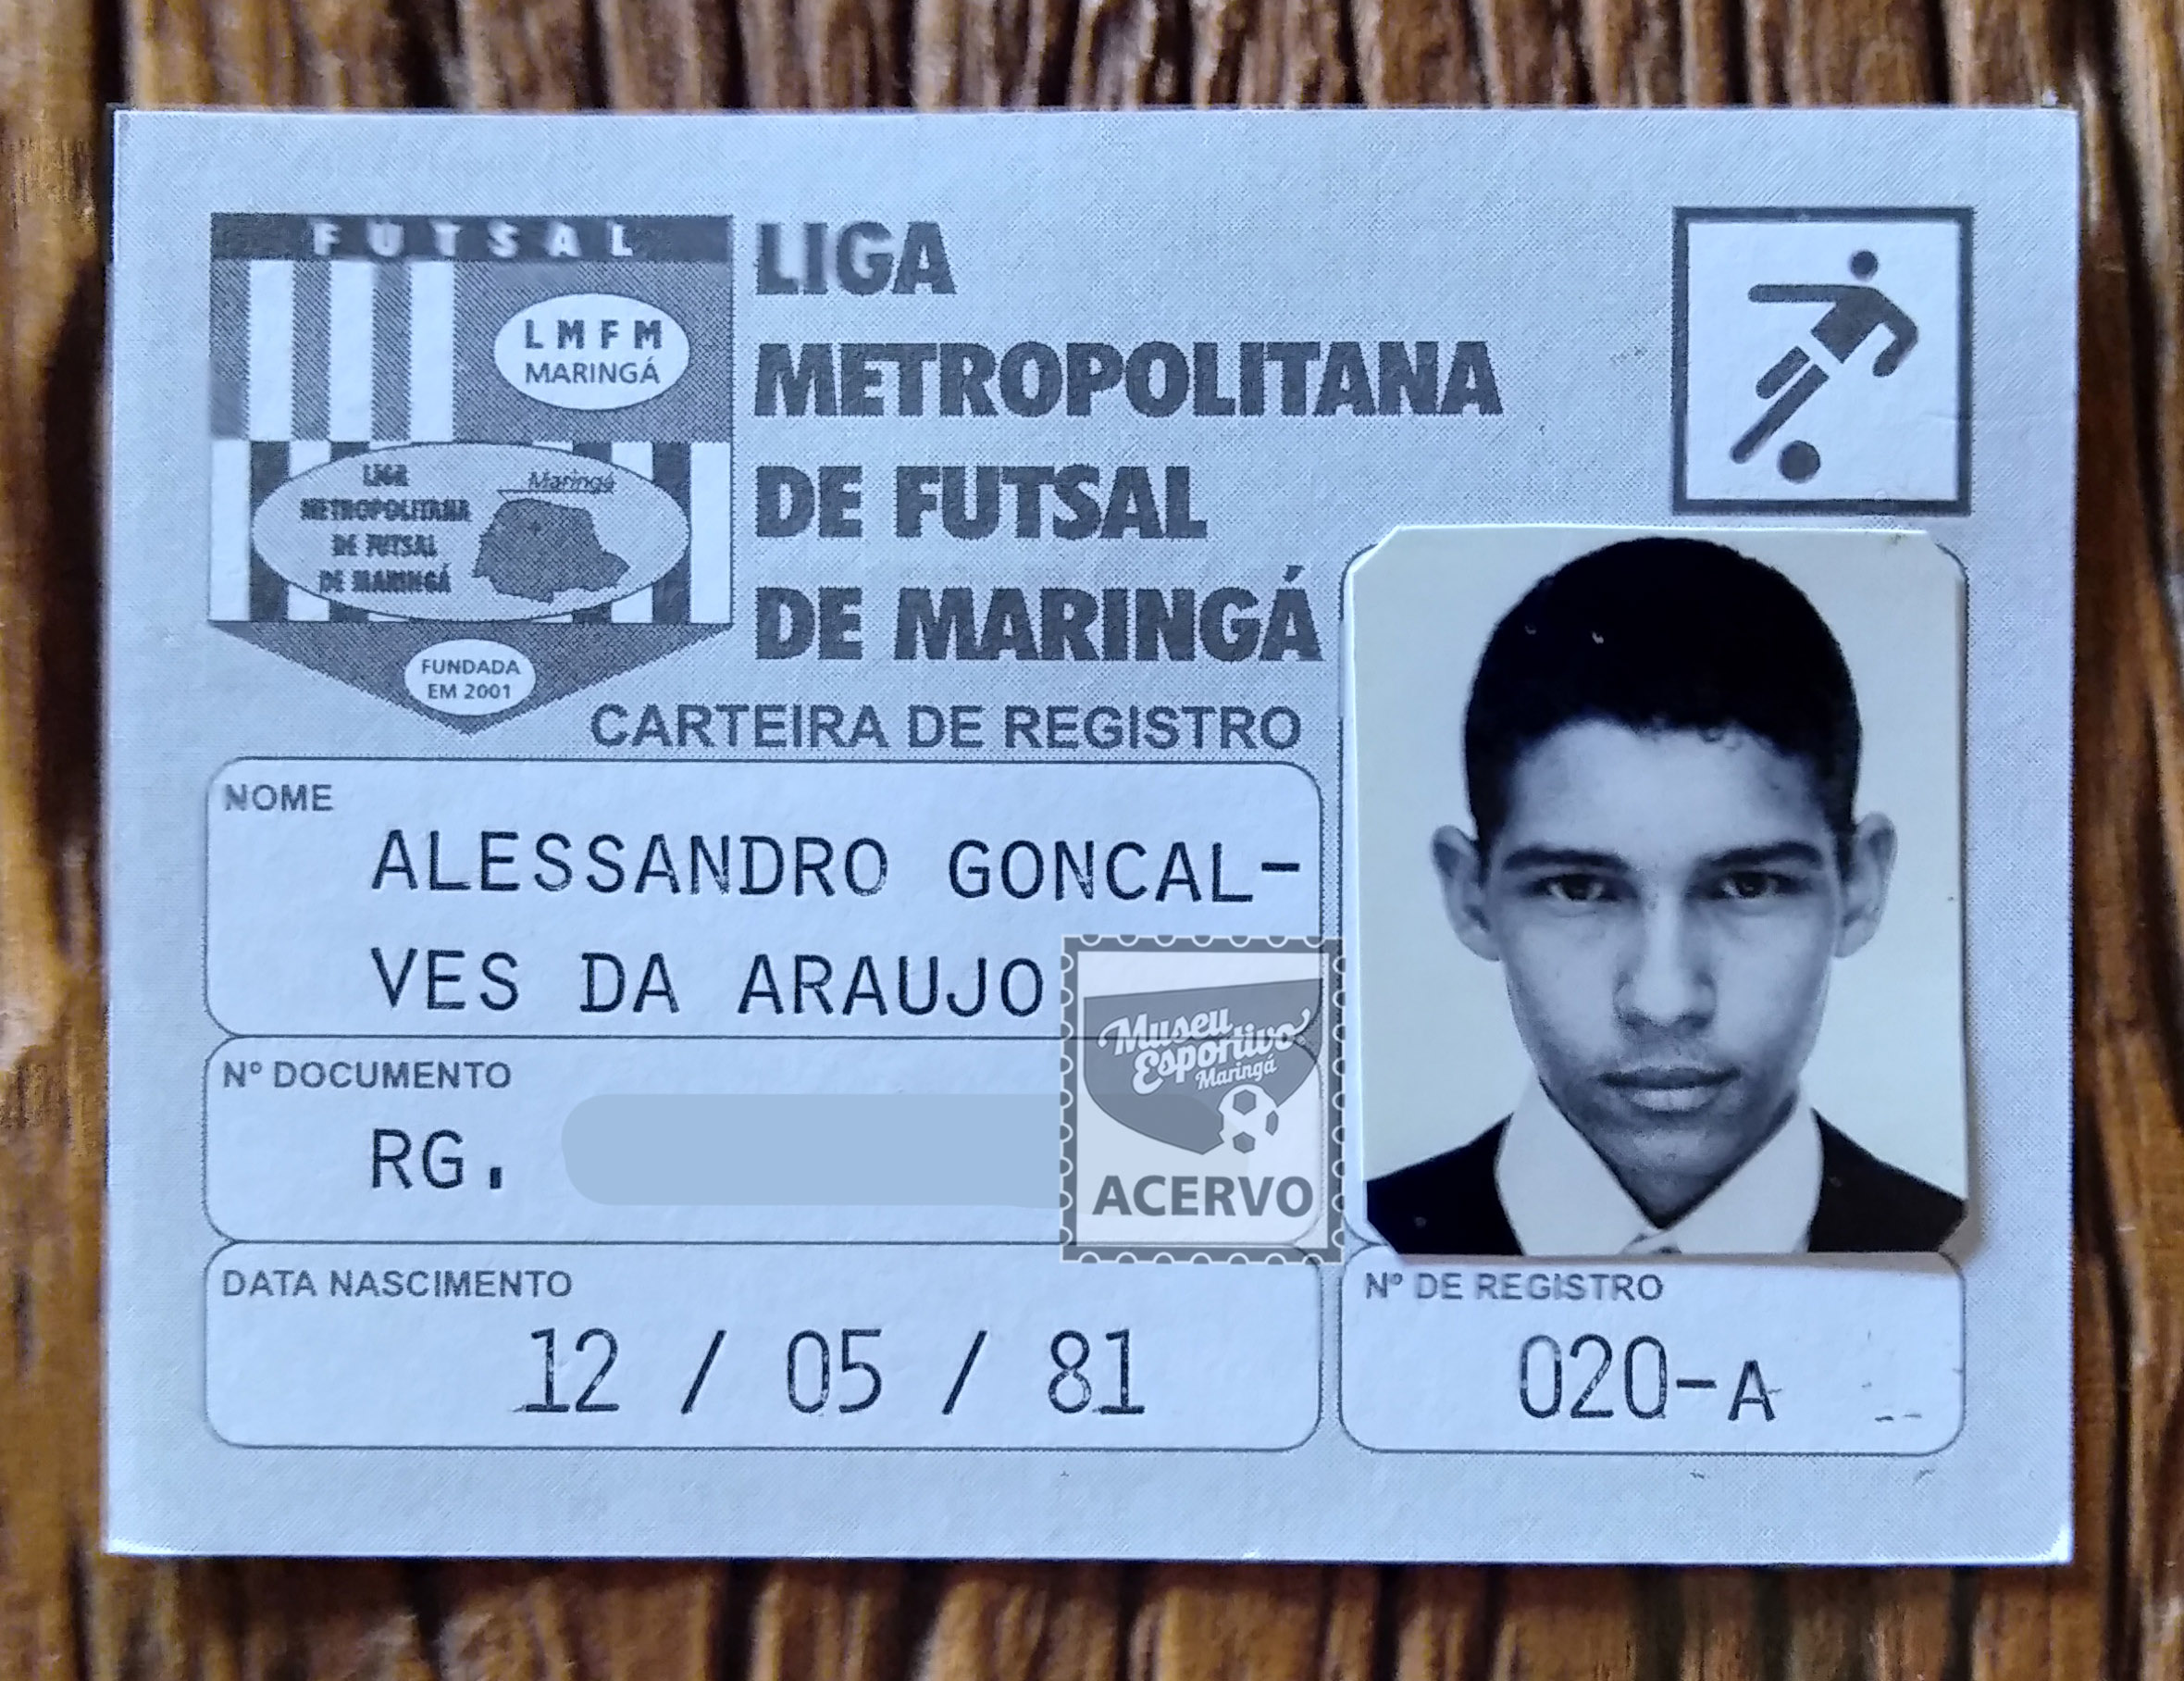 FUTSAL
LMFM
MARINGÁ
LIGA
METROPOLITANA
DE FUTSAL
DE MARINGÁ
Maringá
FUNDADA
EM 2001
LIGA
METROPOLITANA
DE FUTSAL
DE MARINGÁ
CARTEIRA DE REGISTRO
NOME
ALESSANDRO GONCAL-
VES DA ARAUJO
Nº DOCUMENTO
RG.
DATA NASCIMENTO
12 / 05 / 81
Museu
Esportivo
Maringá
ACERVO
Nº DE REGISTRO
020-A